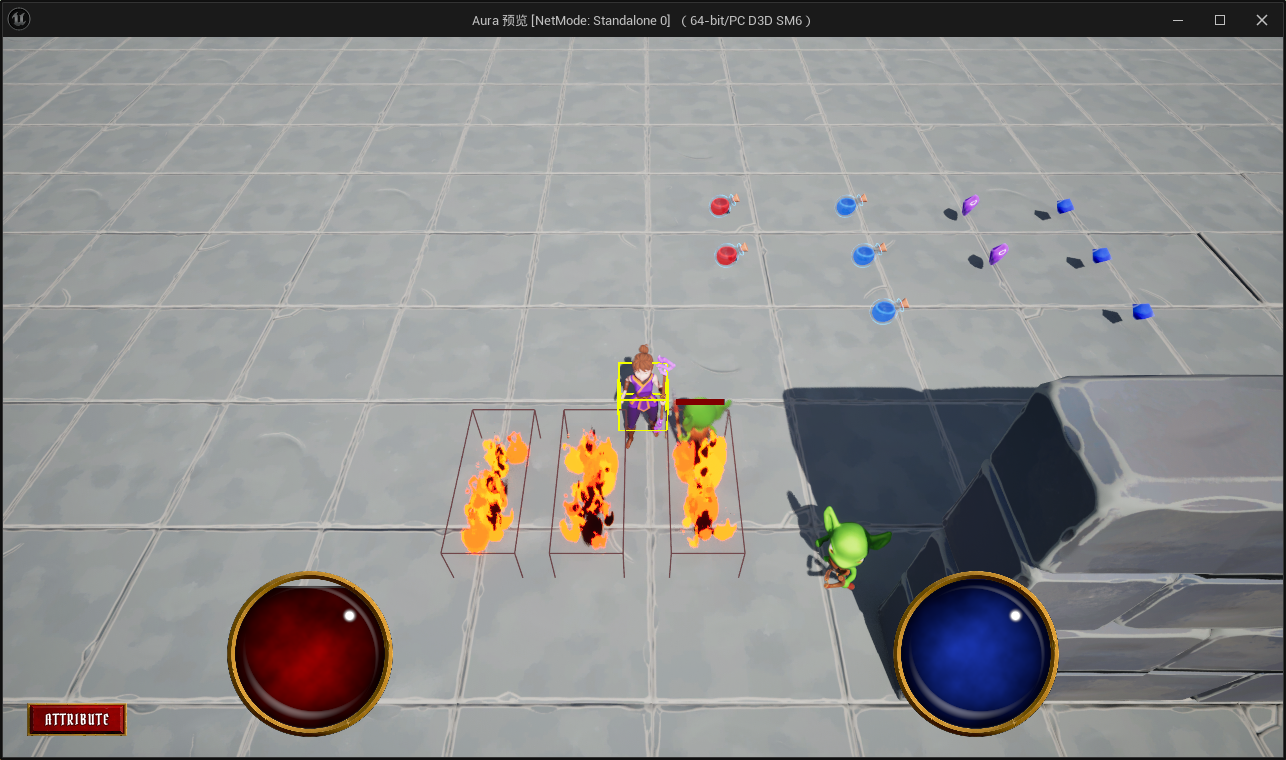 Aura 预览 [NetMode: Standalone 0] （ 64-bit/PC D3D SM6 ）
ATTRIBUTE